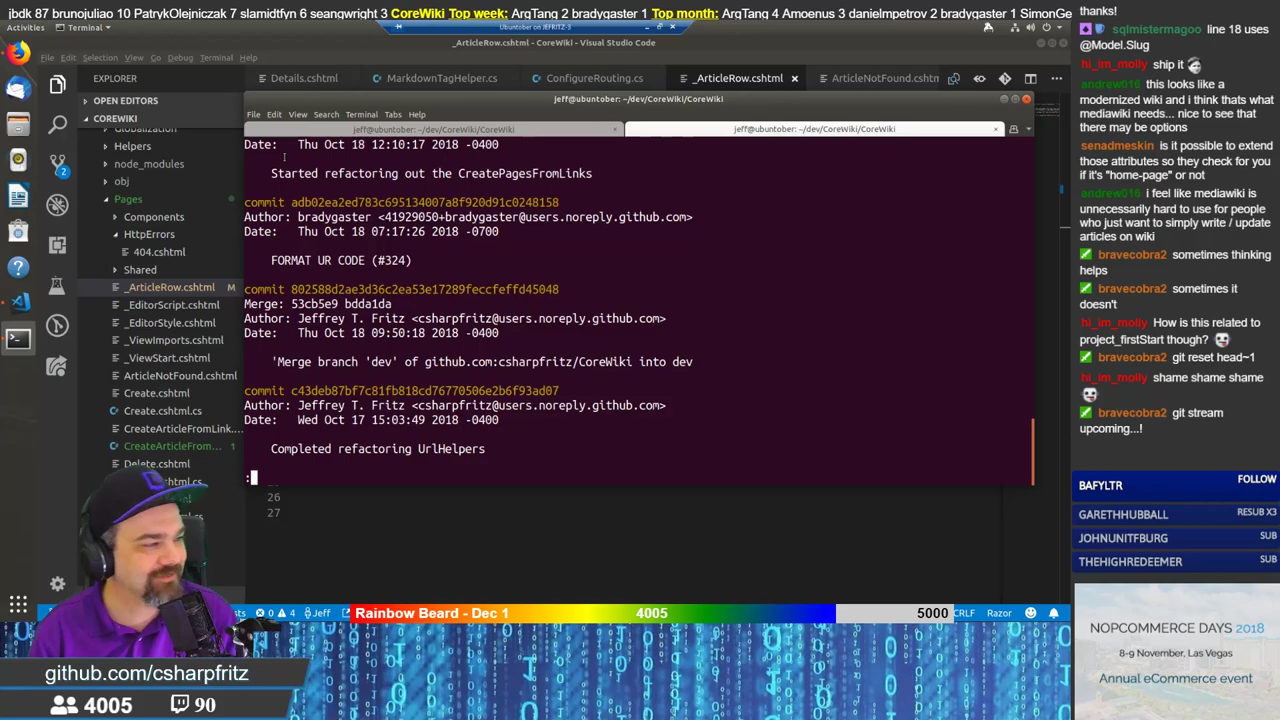 jbdk 87 brunojuliao 10 PatrykOlejniczak 7 slamidtfyn 6 seangwright 3 CoreWiki Top week: ArgTang 2 bradygaster 1 Top month: ArgTang 4 Amxenus 3 danielmpetrov 2 bradygaster 1 SimonGe
Activities
Terminal
Ubuntober on JEFRITZ-3
_ArticleRow.cshtml - CoreWiki - Visual Studio Code
File Edit
Go Debug Terminal Help
EXPLORER
Details.cshtml
MarkdownTagHelper.cs
ConfigureRouting.cs
_ArticleRow.cshtml
ArticleNotFound.cshtm
OPEN EDITORS
COREWIKI
Globalization
Helpers
node_modules
obj
Pages
Components
HttpErrors
404.cshtml
Shared
_ArticleRow.cshtml M
_EditorScript.cshtml
_EditorStyle.cshtml
_ViewImports.cshtml
_ViewStart.cshtml
ArticleNotFound.cshtml
Create.cshtml
Create.cshtml.cs
CreateArticleFromLink...
CreateArticleFrom... 1
Delete.cshtml
jeff@ubuntober: ~/dev/CoreWiki/CoreWiki
File Edit View Search Terminal Tabs Help
jeff@ubuntober: ~/dev/CoreWiki/CoreWiki
jeff@ubuntober: ~/dev/CoreWiki/CoreWiki
Date: Thu Oct 18 12:10:17 2018 -0400
Started refactoring out the CreatePagesFromLinks
commit adb02ea2ed783c695134007a8f920d91c0248158
Author: bradygaster <41929050+bradygaster@users.noreply.github.com>
Date: Thu Oct 18 07:17:26 2018 -0700
FORMAT UR CODE (#324)
commit 802588d2ae3d36c2ea53e17289feccfeffd45048
Merge: 53cb5e9 bdda1da
Author: Jeffrey T. Fritz <csharpfritz@users.noreply.github.com>
Date: Thu Oct 18 09:50:18 2018 -0400
'Merge branch 'dev' of github.com:csharpfritz/CoreWiki into dev
commit c43deb87bf7c81fb818cd76770506e2b6f93ad07
Author: Jeffrey T. Fritz <csharpfritz@users.noreply.github.com>
Date: Wed Oct 17 15:03:49 2018 -0400
Completed refactoring UrlHelpers
:
26
27
0 4
Jeff
CRLF Razor
Rainbow Beard - Dec 1
4005
5000
github.com/csharpfritz
4005
90
thanks!
sqlmistermagoo line 18 uses
@Model.Slug
hi_im_molly ship it
andrew016 this looks like a
modernized wiki and i think thats what
mediawiki needs... nice to see that
there may be options
senadmeskin is it possible to extend
those attributes so they check for you
if it's "home-page" or not
andrew016 i feel like mediawiki is
unnecessarily hard to use for people
who just want to simply write / update
articles on wiki
bravecobra2 sometimes thinking
helps
bravecobra2 sometimes it
doesn't
hi_im_molly How is this related to
project_firstStart though?
bravecobra2 git reset head~1
hi_im_molly shame shame shame
bravecobra2 git stream
upcoming...!
BAFYLTR FOLLOW
GARETHHUBBALL RESUB X3
JOHNUNITFBURG SUB
THEHIGHREDEEMER SUB
NOPCOMMERCE DAYS 2018
8-9 November, Las Vegas
Annual eCommerce event